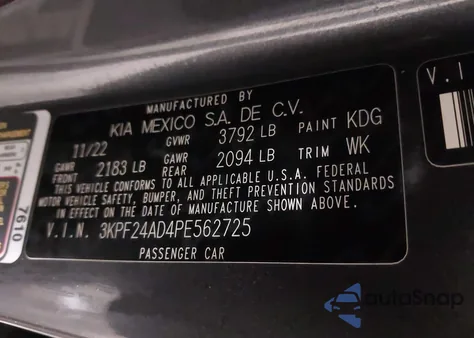 MANUFACTURED BY
KIA MEXICO S.A. DE C.V.
11/22 GVWR 3792 LB PAINT KDG
GAWR FRONT 2183 LB GAWR REAR 2094 LB TRIM WK
THIS VEHICLE CONFORMS TO ALL APPLICABLE U.S.A. FEDERAL
MOTOR VEHICLE SAFETY, BUMPER, AND THEFT PREVENTION STANDARDS
IN EFFECT ON THE DATE OF MANUFACTURE SHOWN ABOVE.
V.I.N. 3KPF24AD4PE562725
PASSENGER CAR
7610
V.I
autoSnap